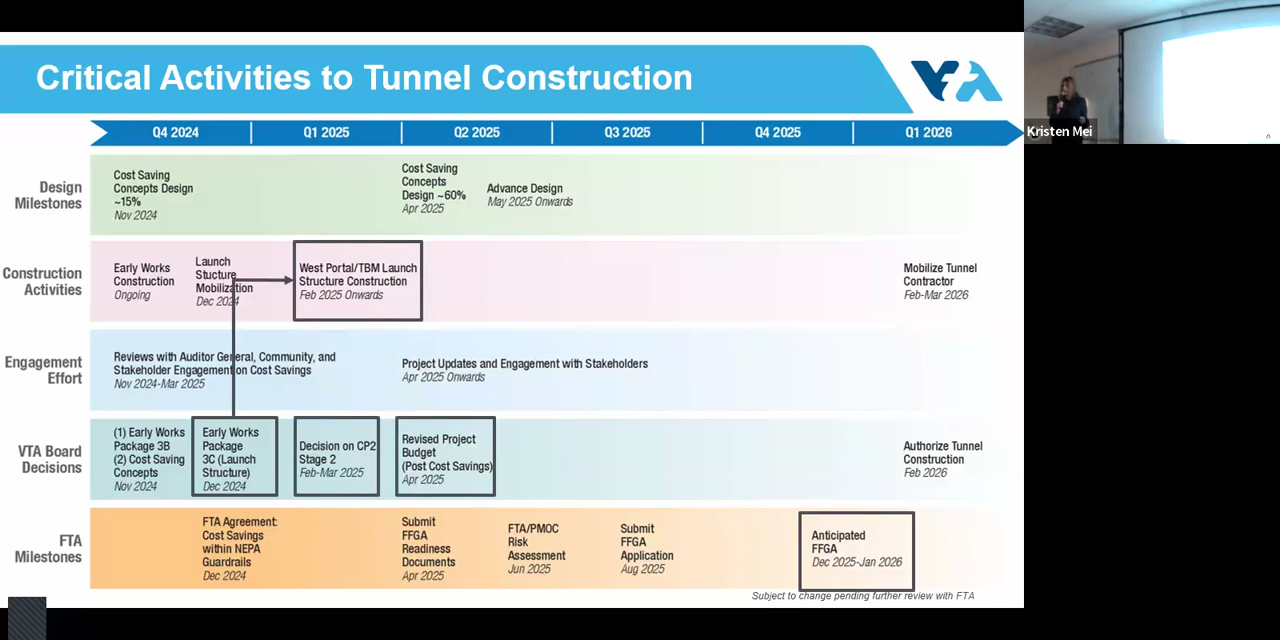 Critical Activities to Tunnel Construction
VTA
Q4 2024
Q1 2025
Q2 2025
Q3 2025
Q4 2025
Q1 2026
Kristen Mei
Design
Milestones
Cost Saving
Concepts Design
~15%
Nov 2024
Cost Saving
Concepts
Design ~60%
Apr 2025
Advance Design
May 2025 Onwards
Construction
Activities
Early Works
Construction
Ongoing
Launch
Stucture
Mobilization
Dec 2024
West Portal/TBM Launch
Structure Construction
Feb 2025 Onwards
Mobilize Tunnel
Contractor
Feb-Mar 2026
Engagement
Effort
Reviews with Auditor General, Community, and
Stakeholder Engagement on Cost Savings
Nov 2024-Mar 2025
Project Updates and Engagement with Stakeholders
Apr 2025 Onwards
VTA Board
Decisions
(1) Early Works
Package 3B
(2) Cost Saving
Concepts
Nov 2024
Early Works
Package
3C (Launch
Structure)
Dec 2024
Decision on CP2
Stage 2
Feb-Mar 2025
Revised Project
Budget
(Post Cost Savings)
Apr 2025
Authorize Tunnel
Construction
Feb 2026
FTA
Milestones
FTA Agreement:
Cost Savings
within NEPA
Guardrails
Dec 2024
Submit
FFGA
Readiness
Documents
Apr 2025
FTA/PMOC
Risk
Assessment
Jun 2025
Submit
FFGA
Application
Aug 2025
Anticipated
FFGA
Dec 2025-Jan 2026
Subject to change pending further review with FTA